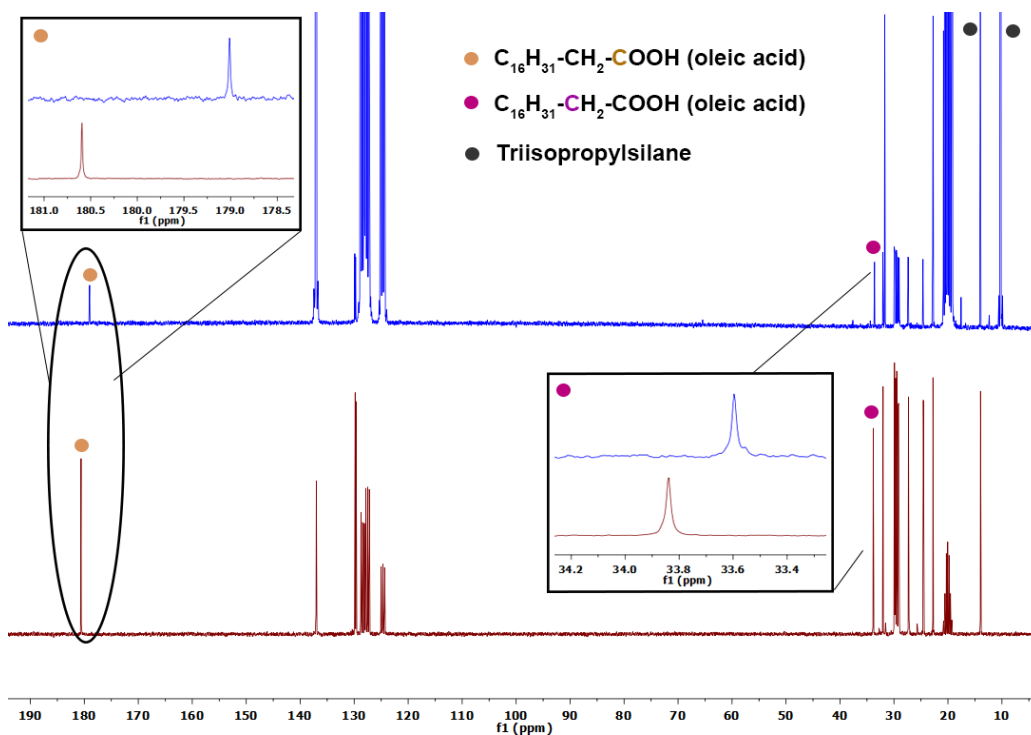 C₁₆H₃₁-CH₂-COOH (oleic acid)
C₁₆H₃₁-CH₂-COOH (oleic acid)
Triisopropylsilane
181.0 180.5 180.0 179.5 179.0 178.5
f1 (ppm)
34.2 34.0 33.8 33.6 33.4
f1 (ppm)
190 180 170 160 150 140 130 120 110 100 90 80 70 60 50 40 30 20 10
f1 (ppm)